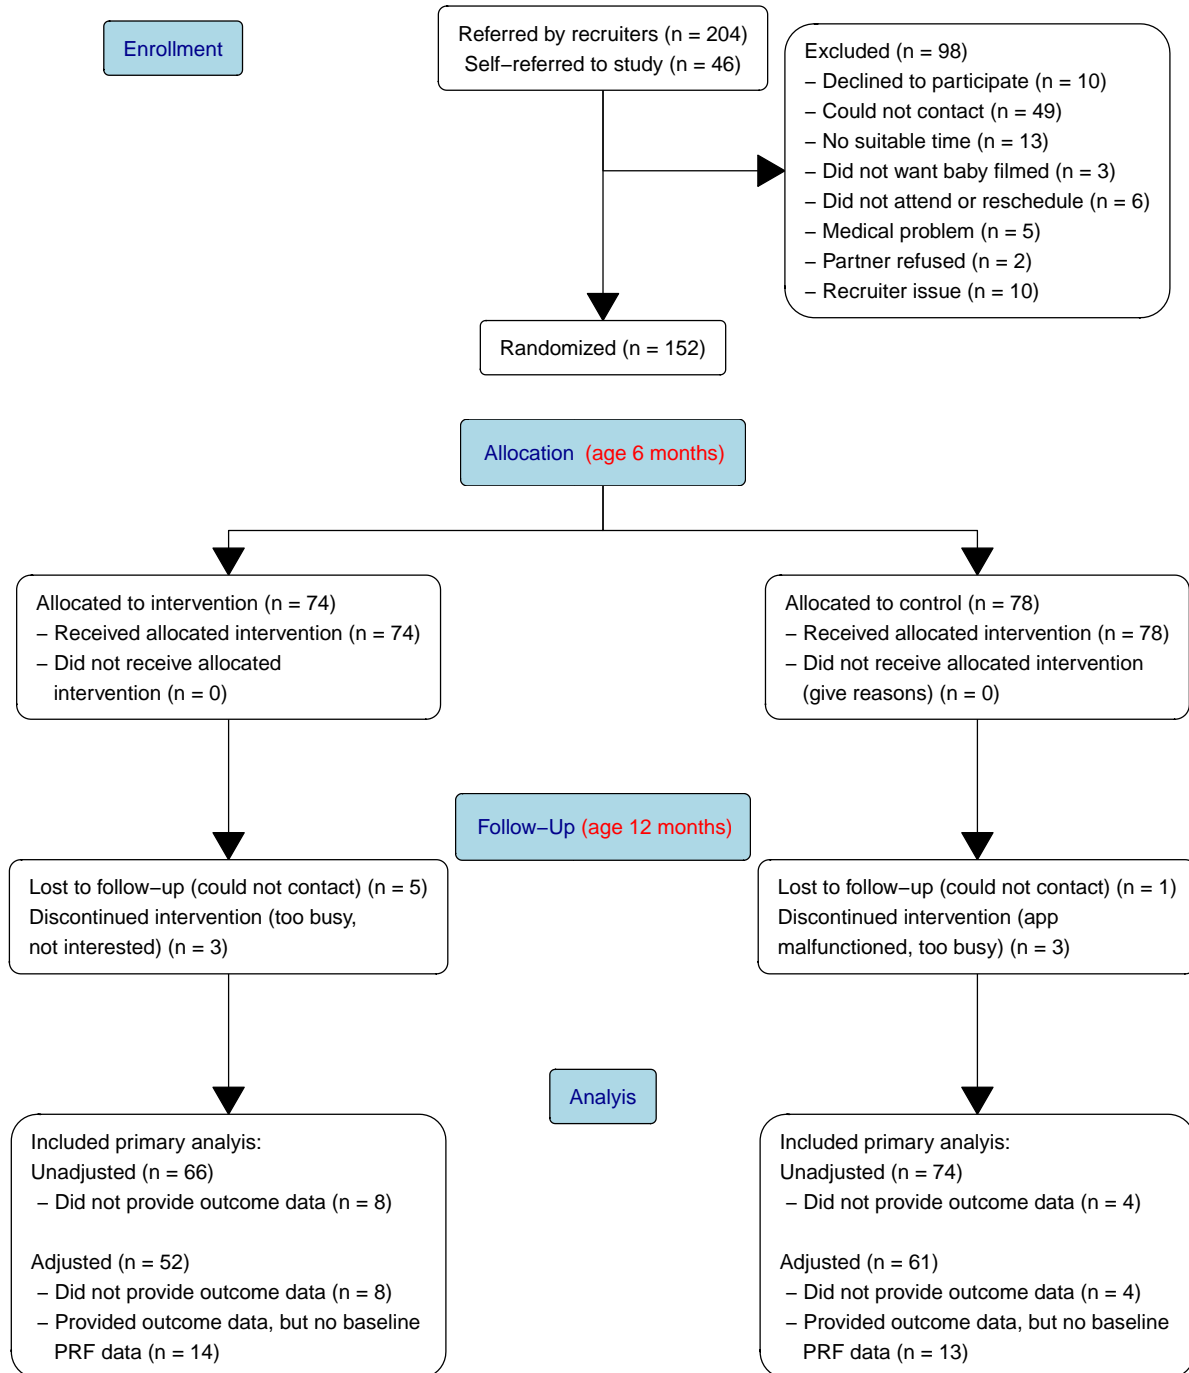 Enrollment
Referred by recruiters (n = 204)
Self−referred to study (n = 46)
Excluded (n = 98)
− Declined to participate (n = 10)
− Could not contact (n = 49)
− No suitable time (n = 13)
− Did not want baby filmed (n = 3)
− Did not attend or reschedule (n = 6)
− Medical problem (n = 5)
− Partner refused (n = 2)
− Recruiter issue (n = 10)
Randomized (n = 152)
Allocation (age 6 months)
Allocated to intervention (n = 74)
− Received allocated intervention (n = 74)
− Did not receive allocated
intervention (n = 0)
Allocated to control (n = 78)
− Received allocated intervention (n = 78)
− Did not receive allocated intervention
(give reasons) (n = 0)
Follow−Up (age 12 months)
Lost to follow−up (could not contact) (n = 5)
Discontinued intervention (too busy,
not interested) (n = 3)
Lost to follow−up (could not contact) (n = 1)
Discontinued intervention (app
malfunctioned, too busy) (n = 3)
Analyis
Included primary analyis:
Unadjusted (n = 66)
− Did not provide outcome data (n = 8)
Adjusted (n = 52)
− Did not provide outcome data (n = 8)
− Provided outcome data, but no baseline
PRF data (n = 14)
Included primary analyis:
Unadjusted (n = 74)
− Did not provide outcome data (n = 4)
Adjusted (n = 61)
− Did not provide outcome data (n = 4)
− Provided outcome data, but no baseline
PRF data (n = 13)